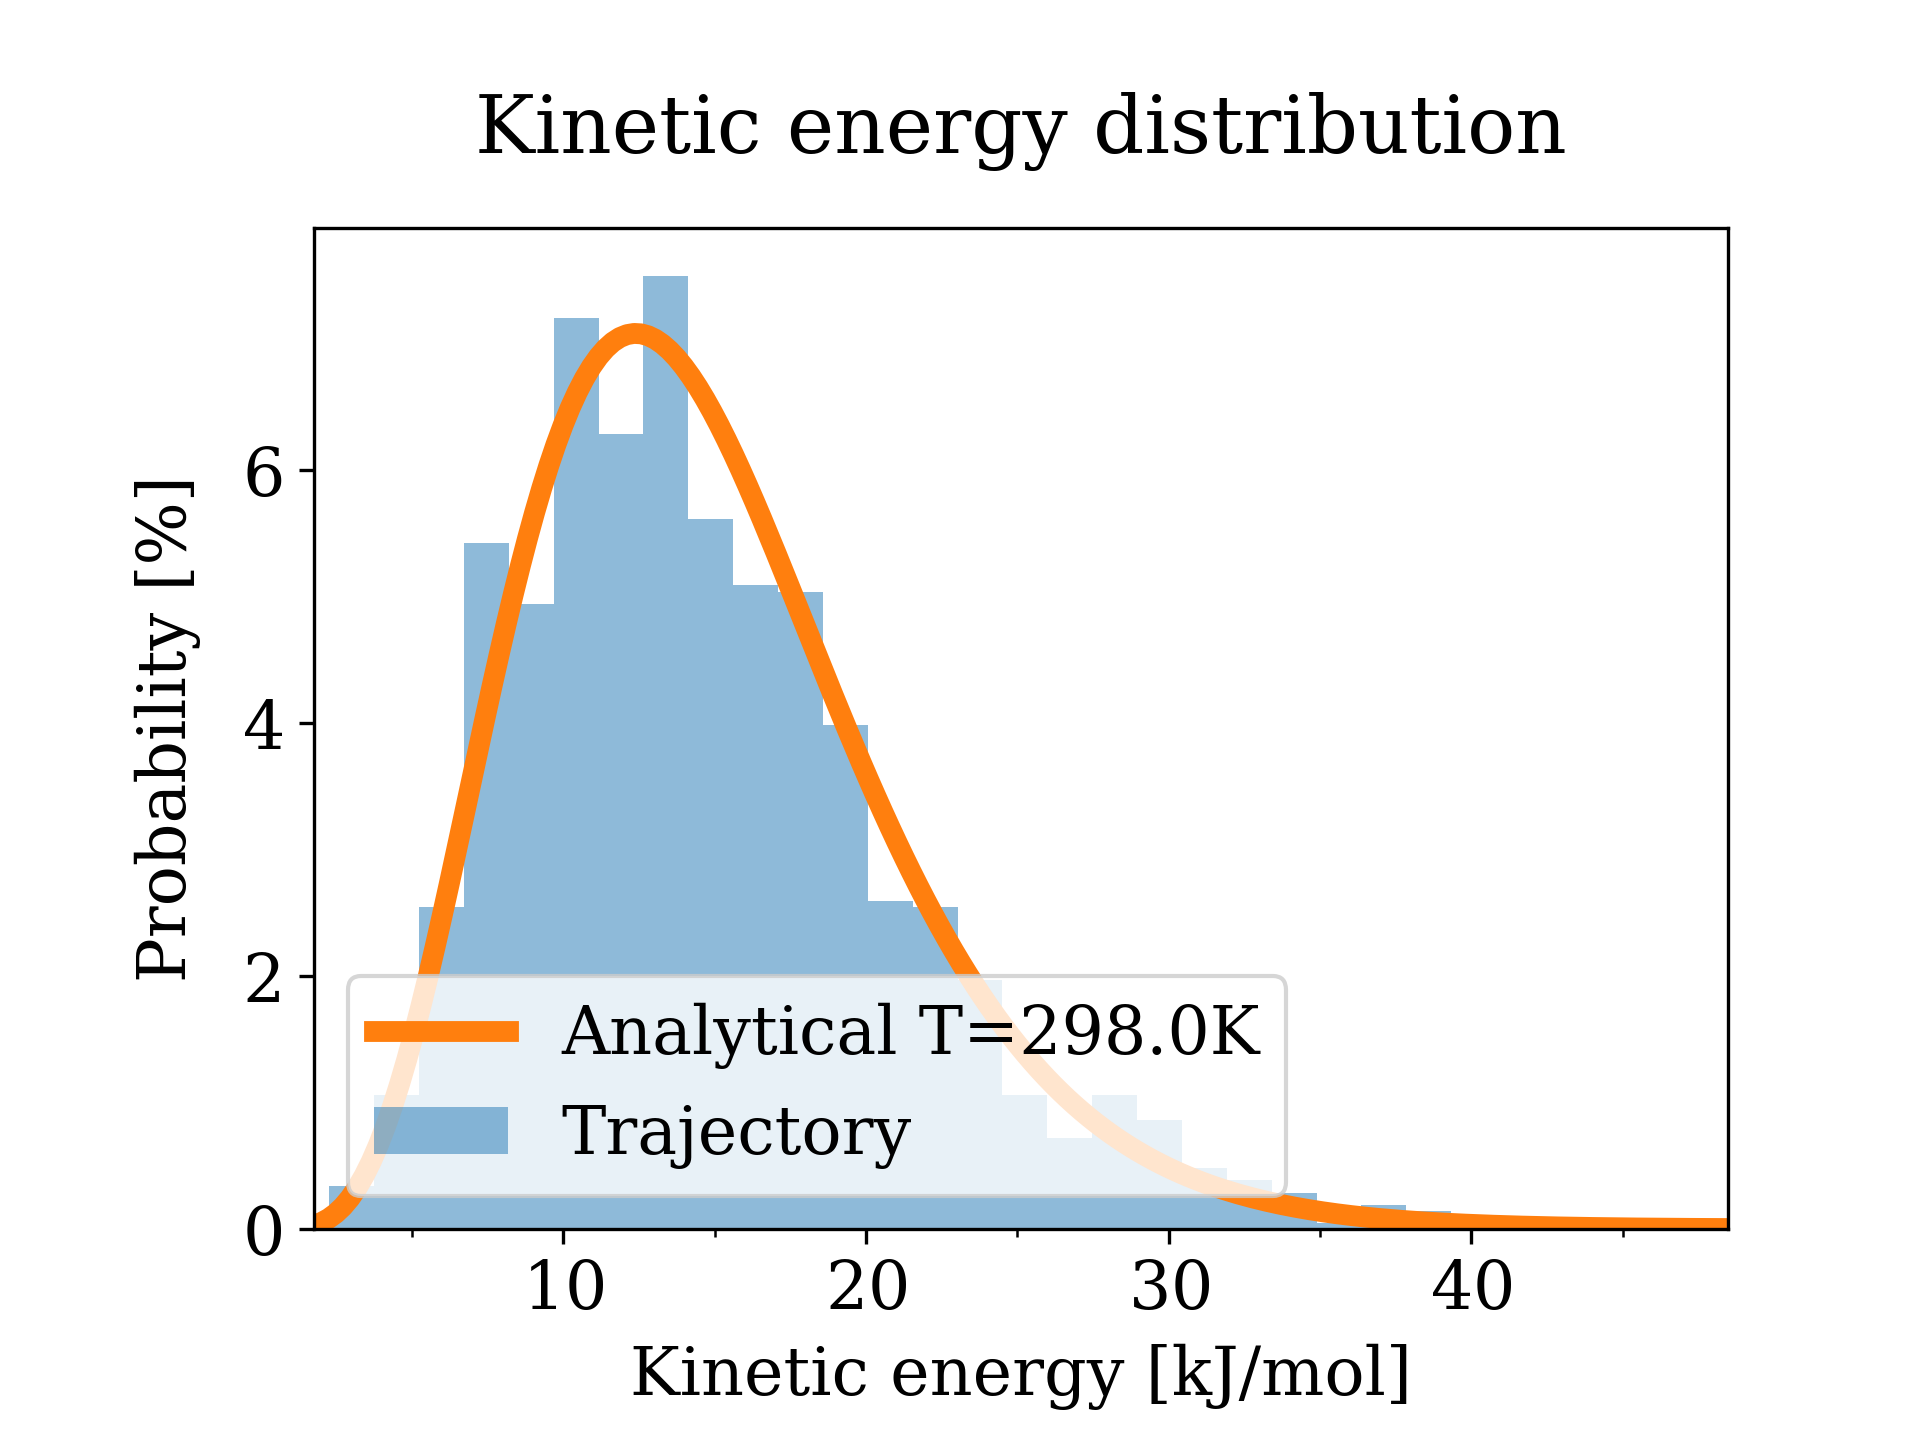 Kinetic energy distribution
Probability [%]
6
4
2
0
Analytical T=298.0K
Trajectory
10 20 30 40
Kinetic energy [kJ/mol]